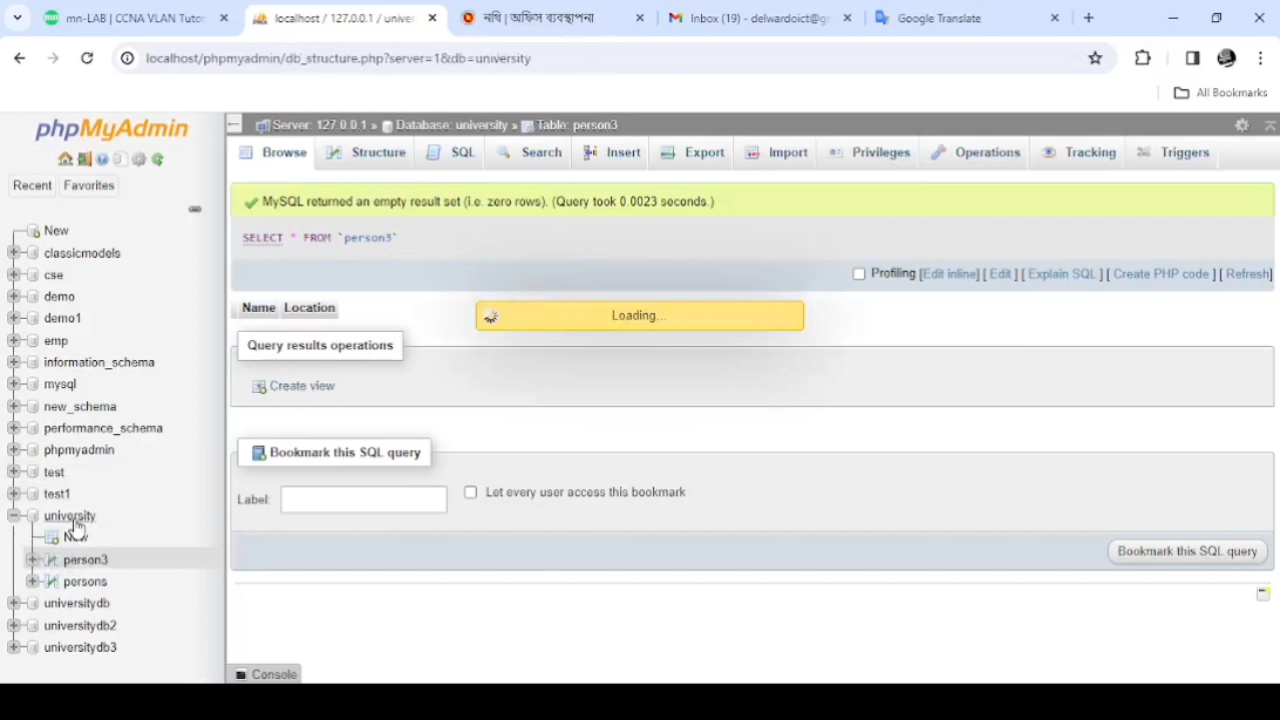 mn-LAB | CCNA VLAN Tutor
localhost / 127.0.0.1 / univer
নথি | অফিস ব্যবস্থাপনা
Inbox (19) - delwardoict@g
Google Translate
localhost/phpmyadmin/db_structure.php?server=1&db=university
All Bookmarks
phpMyAdmin
Recent
Favorites
New
classicmodels
cse
demo
demo1
emp
information_schema
mysql
new_schema
performance_schema
phpmyadmin
test
test1
university
person3
persons
universitydb
universitydb2
universitydb3
Server: 127.0.0.1 » Database: university » Table: person3
Browse
Structure
SQL
Search
Insert
Export
Import
Privileges
Operations
Tracking
Triggers
MySQL returned an empty result set (i.e. zero rows). (Query took 0.0023 seconds.)
SELECT * FROM `person3`
Profiling [Edit inline] [ Edit ] [ Explain SQL ] [ Create PHP code ] [ Refresh]
Name Location
Loading...
Query results operations
Create view
Bookmark this SQL query
Label:
Let every user access this bookmark
Bookmark this SQL query
Console